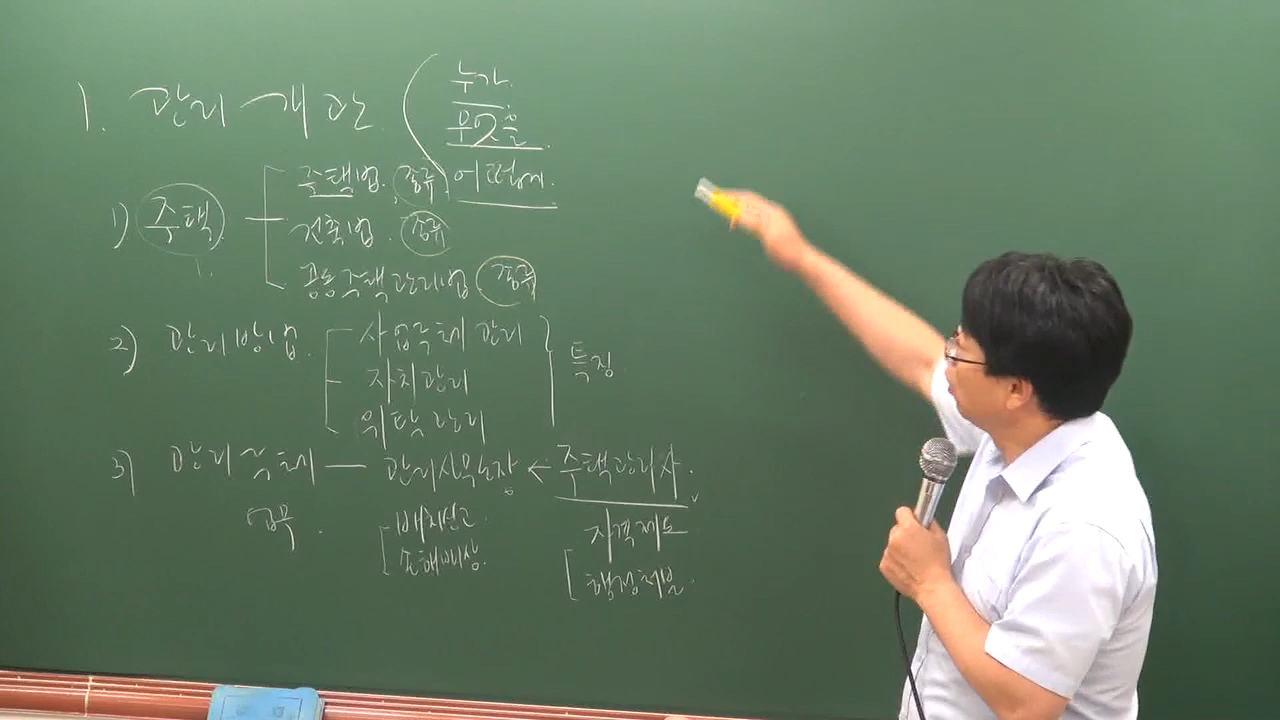 1. 관리개관 ( 누가.
무엇을.
어떻게.
1) 주택 주택법. 종류
건축법. 종류
공동주택관리법 종류
2) 관리방법. 사업주체 관리
자치관리 특징
위탁관리
3) 관리주체 — 관리사무소장 ← 주택관리사.
업무. 배치신고. 자격제도
손해배상. 행정처분.